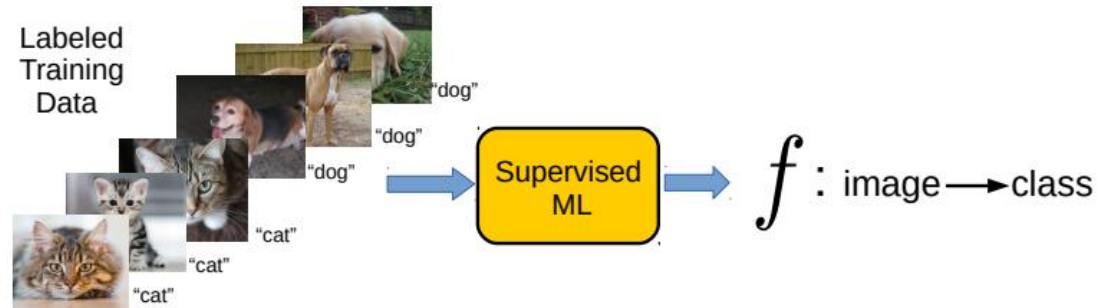 Labeled
Training
Data
“dog”
“dog”
“dog”
“cat”
“cat”
“cat”
Supervised
ML
f : image class